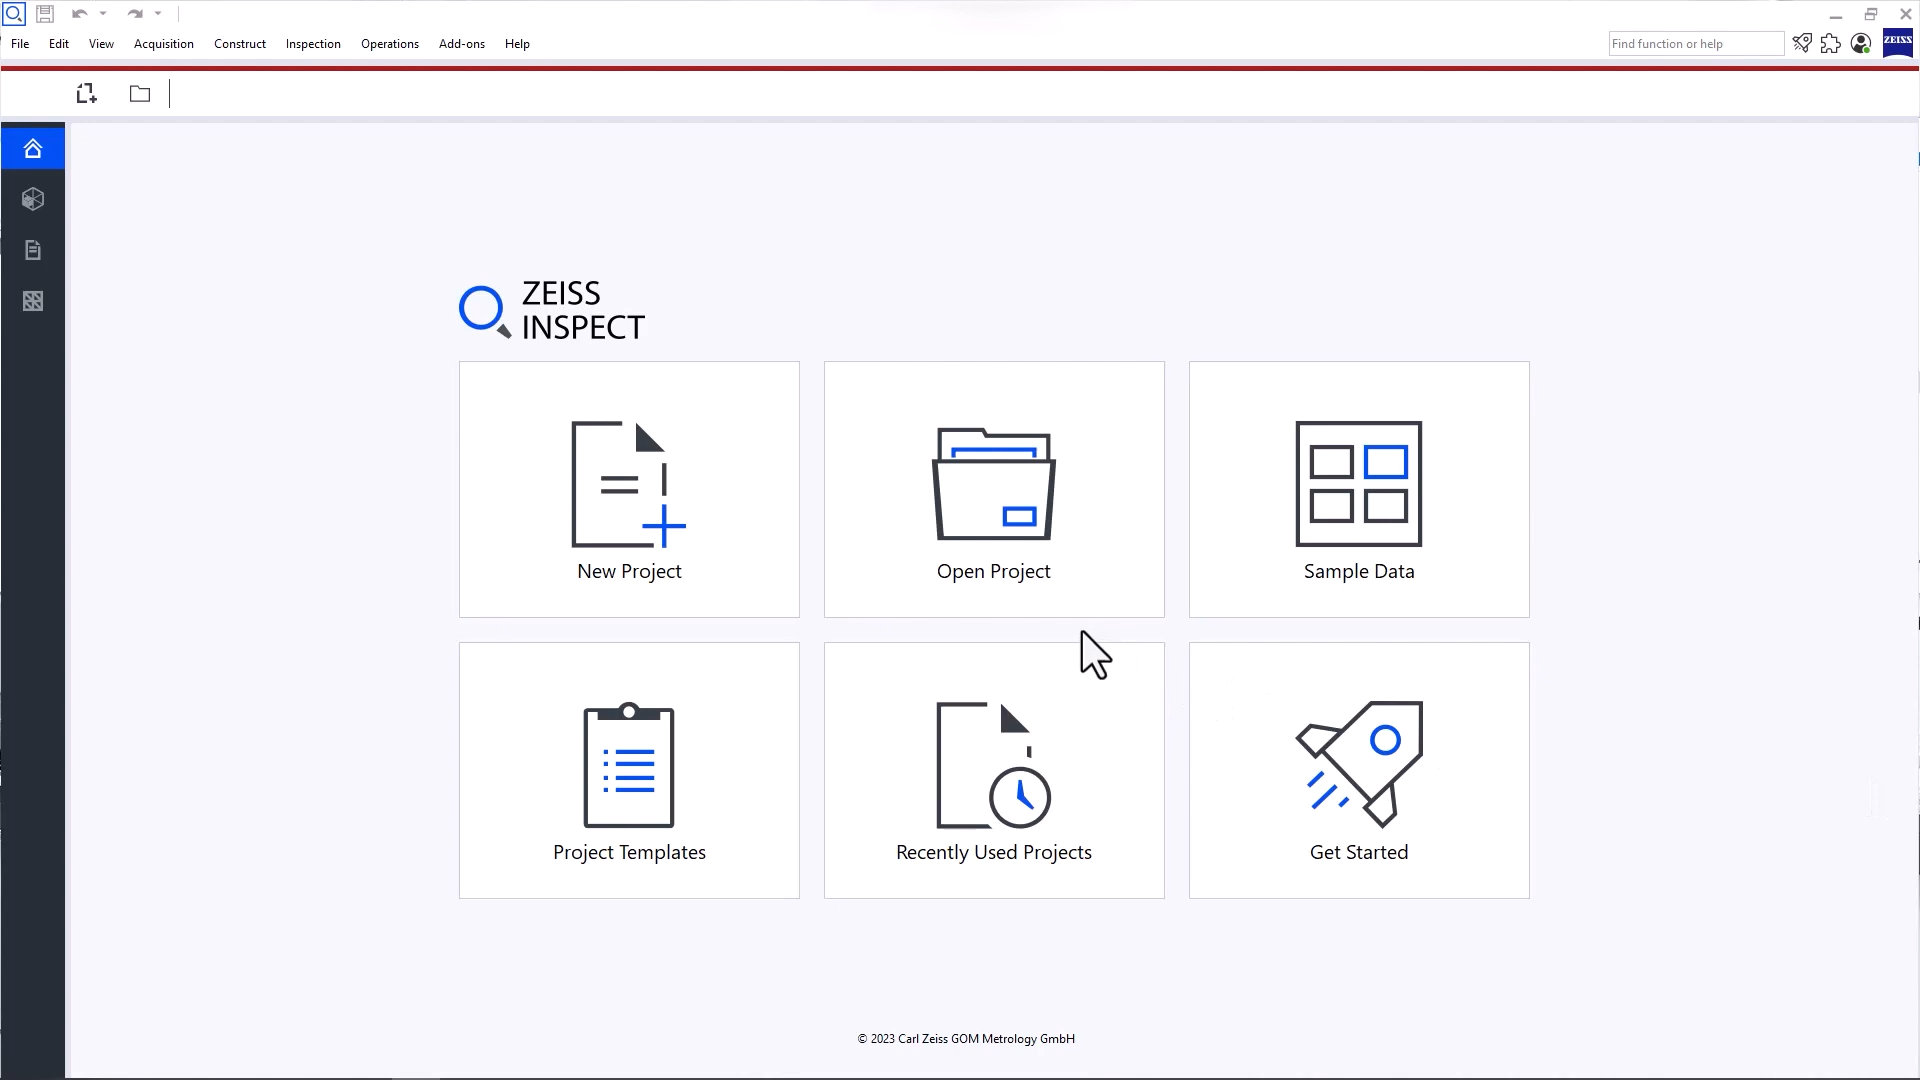 File Edit View Acquisition Construct Inspection Operations Add-ons Help Find function or help ZEISS
ZEISS
INSPECT
New Project Open Project Sample Data
Project Templates Recently Used Projects Get Started
© 2023 Carl Zeiss GOM Metrology GmbH